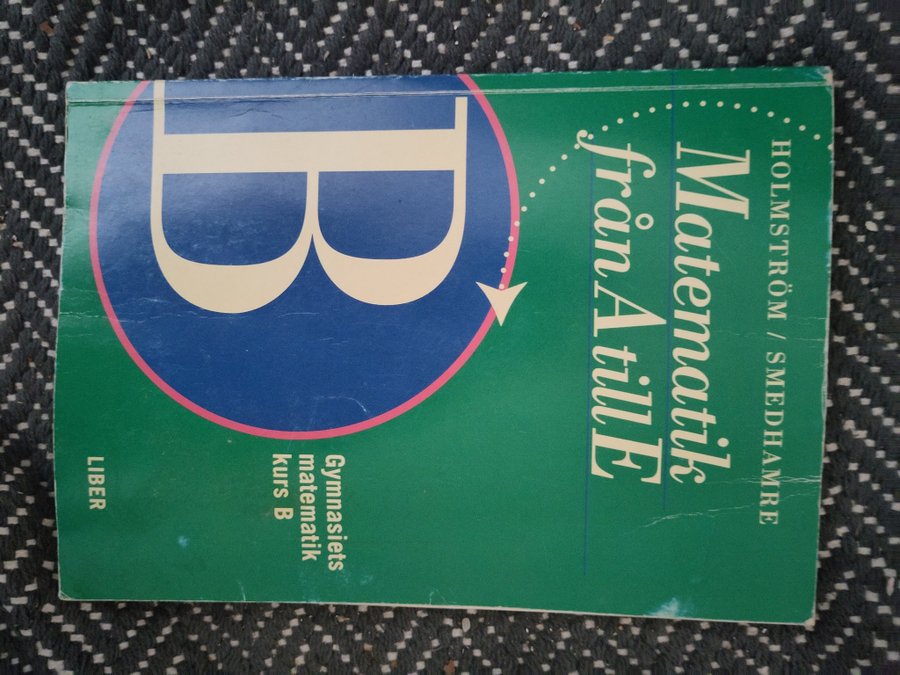 HOLMSTRÖM / SMEDHAMRE
Matematik
från A till E
B
Gymnasiets
matematik
kurs B
LIBER